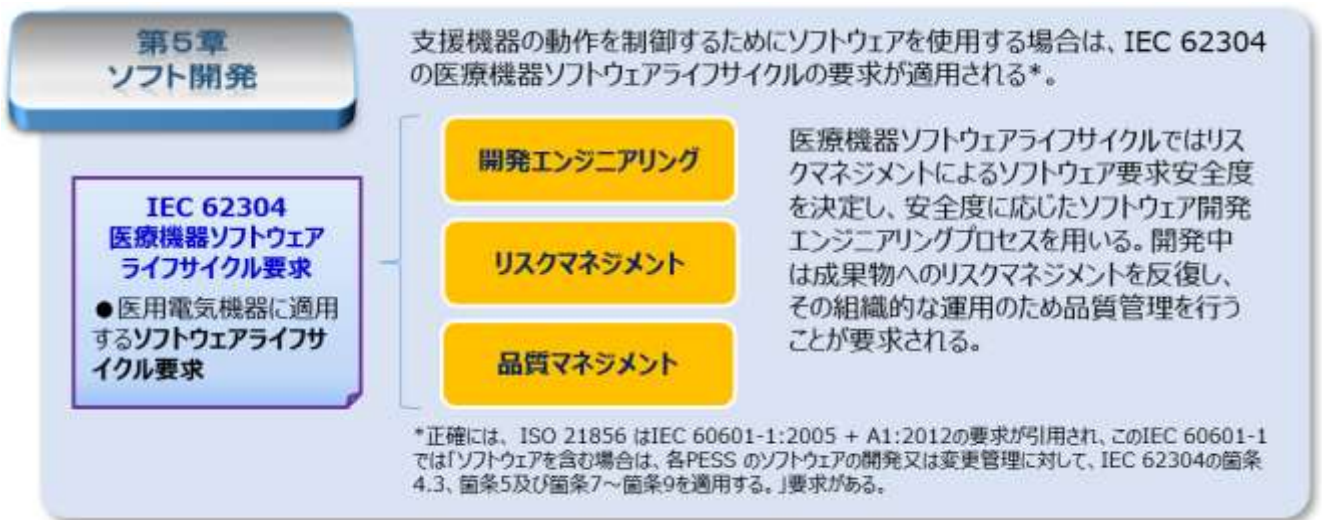 第5章
ソフト開発
支援機器の動作を制御するためにソフトウェアを使用する場合は、IEC 62304
の医療機器ソフトウェアライフサイクルの要求が適用される*。
IEC 62304
医療機器ソフトウェア
ライフサイクル要求
●医用電気機器に適用
するソフトウェアライフサ
イクル要求
開発エンジニアリング
リスクマネジメント
品質マネジメント
医療機器ソフトウェアライフサイクルではリス
クマネジメントによるソフトウェア要求安全度
を決定し、安全度に応じたソフトウェア開発
エンジニアリングプロセスを用いる。開発中
は成果物へのリスクマネジメントを反復し、
その組織的な運用のため品質管理を行う
ことが要求される。
*正確には、ISO 21856 はIEC 60601-1:2005 + A1:2012の要求が引用され、このIEC 60601-1
では「ソフトウェアを含む場合は、各PESS のソフトウェアの開発又は変更管理に対して、IEC 62304の箇条
4.3、箇条5及び箇条7～箇条9を適用する。」要求がある。